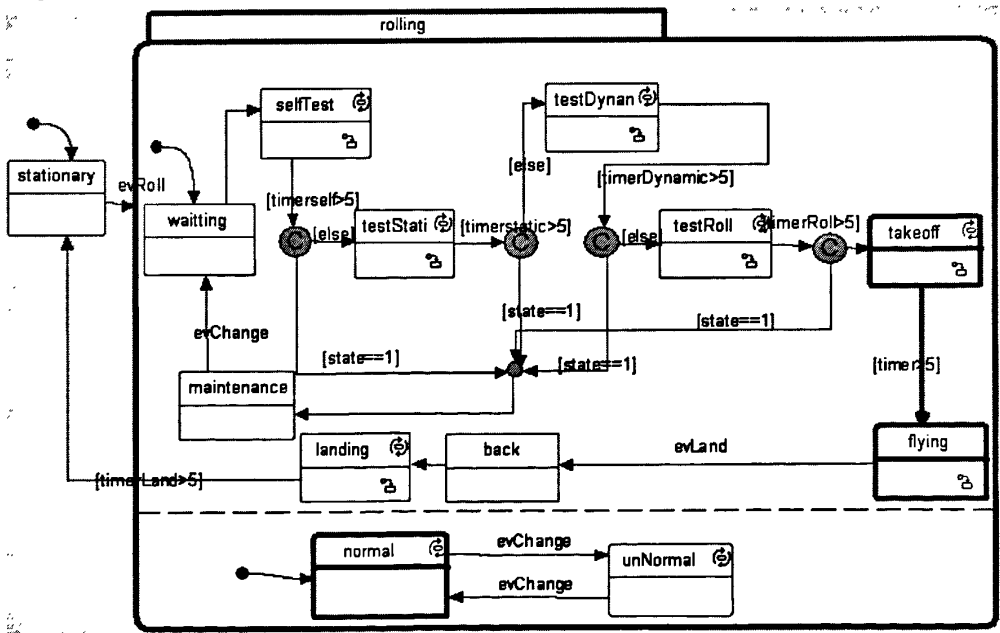 rolling
selfTest
testDynan
stationary
evRoll
waitting
[timerself>5]
[else]
testStati
[timerstatic>5]
[else]
[timerDynamic>5]
[else
testRoll
[timerRoll>5]
takeoff
evChange
[state==1]
[state==1]
[state==1]
[state==1]
[timer>5]
maintenance
landing
back
evLand
flying
[timerLand>5]
normal
evChange
unNormal
evChange